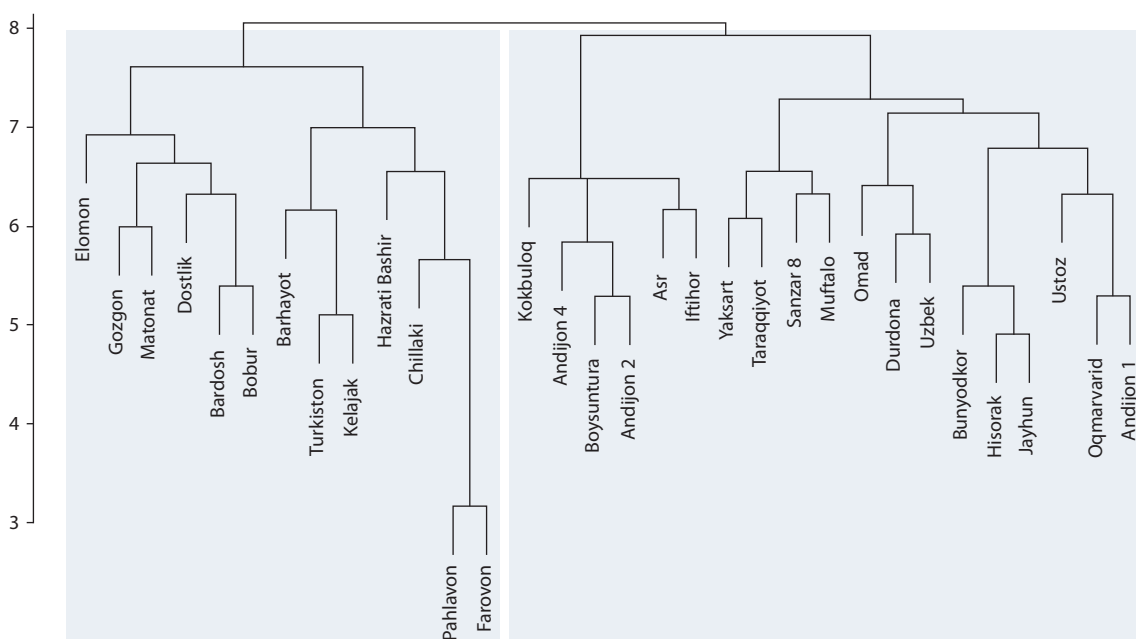 8
7
6
5
4
3
Elomon
Gozgon
Matonat
Dostlik
Bardosh
Bobur
Barhayot
Turkiston
Kelajak
Hazrati Bashir
Chillaki
Pahlavon
Farovon
Kokbuloq
Andijon 4
Boysuntura
Andijon 2
Asr
Iftihor
Yaksart
Taraqqiyot
Sanzar 8
Muftalo
Omad
Durdona
Uzbek
Bunyodkor
Hisorak
Jayhun
Ustoz
Oqmarvarid
Andijon 1